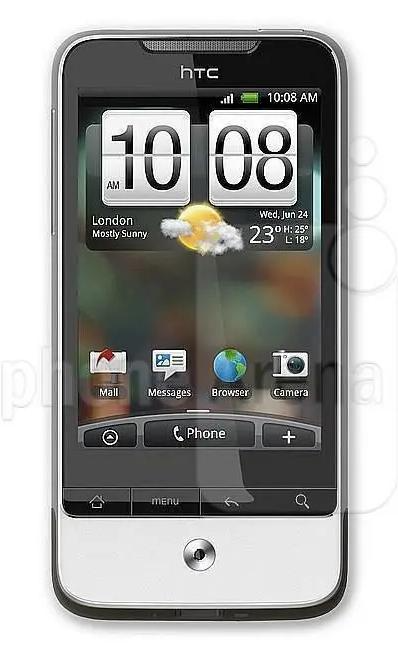 hTC
10:08 AM
10 08
AM
London
Mostly Sunny
Wed, Jun 24
23° H: 25°
L: 18°
phonearena
Mail
Messages
Browser
Camera
Phone
menu